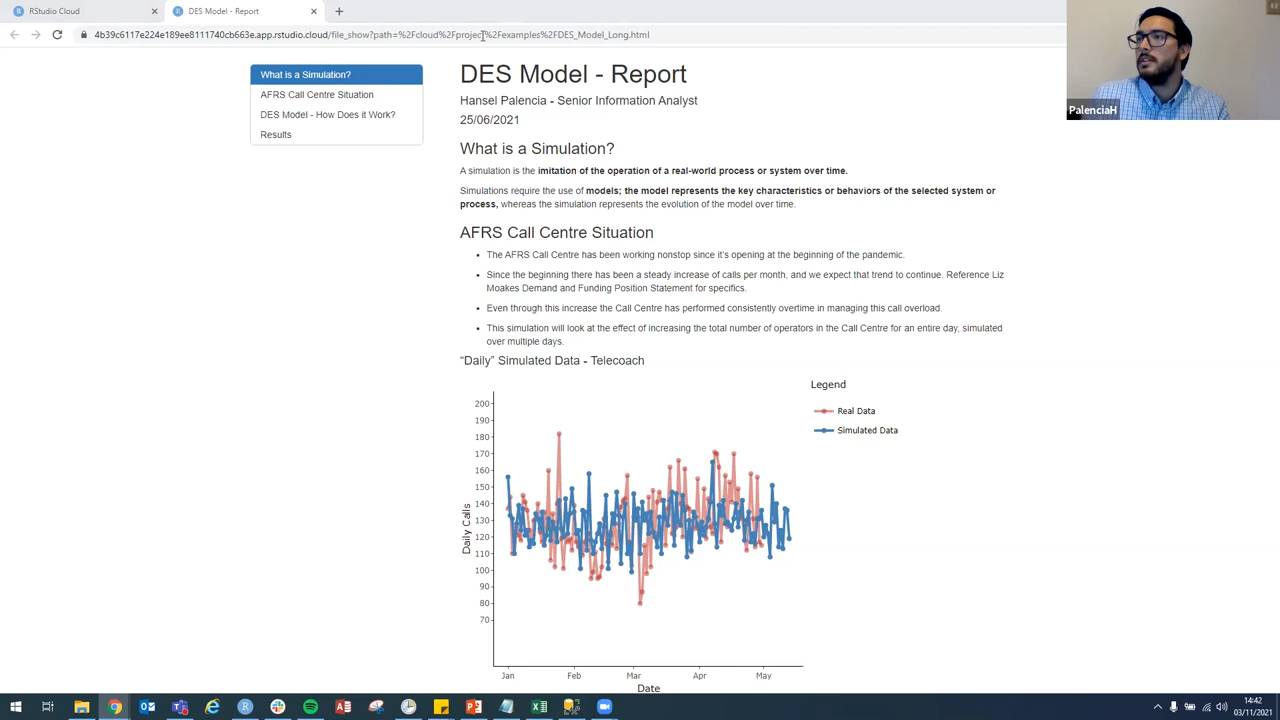 RStudio Cloud
DES Model - Report
4b39c6117e224e189ee8111740cb663e.app.rstudio.cloud/file_show?path=%2Fcloud%2Fproject%2Fexamples%2FDES_Model_Long.html
What is a Simulation?
AFRS Call Centre Situation
DES Model - How Does it Work?
Results
DES Model - Report
Hansel Palencia - Senior Information Analyst
25/06/2021
What is a Simulation?
A simulation is the imitation of the operation of a real-world process or system over time.
Simulations require the use of models; the model represents the key characteristics or behaviors of the selected system or
process, whereas the simulation represents the evolution of the model over time.
AFRS Call Centre Situation
The AFRS Call Centre has been working nonstop since it's opening at the beginning of the pandemic.
Since the beginning there has been a steady increase of calls per month, and we expect that trend to continue. Reference Liz
Moakes Demand and Funding Position Statement for specifics.
Even through this increase the Call Centre has performed consistently overtime in managing this call overload.
This simulation will look at the effect of increasing the total number of operators in the Call Centre for an entire day, simulated
over multiple days.
"Daily" Simulated Data - Telecoach
Legend
Real Data
Simulated Data
200
190
180
170
160
150
140
130
120
110
100
90
80
70
Daily Calls
Jan Feb Mar Apr May
Date
PalenciaH
14:42
03/11/2021